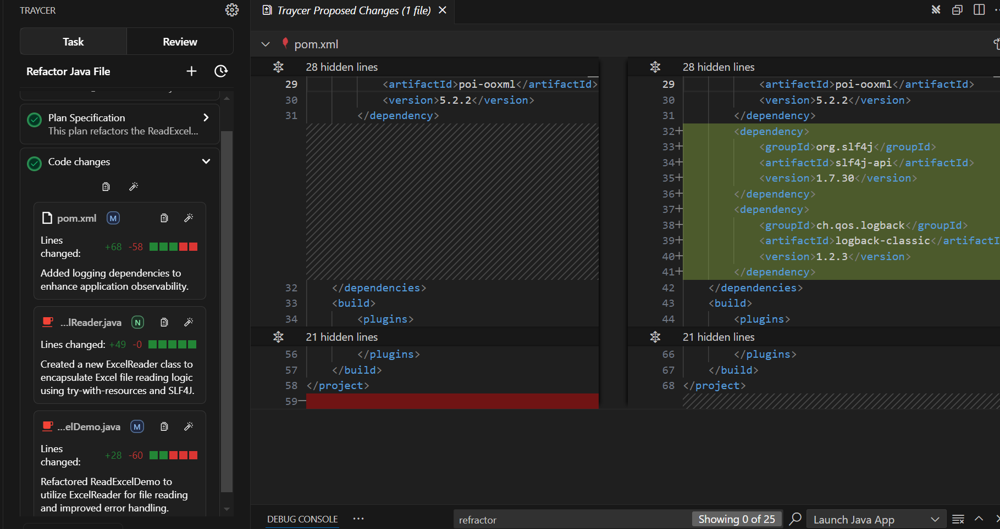 TRAYCER
Task
Review
Refactor Java File
Plan Specification
This plan refactors the ReadExcel...
Code changes
pom.xml M
Lines
changed:
+68 -58
Added logging dependencies to
enhance application observability.
...lReader.java N
Lines changed: +49 -0
Created a new ExcelReader class to
encapsulate Excel file reading logic
using try-with-resources and SLF4J.
...elDemo.java M
Lines
changed:
+28 -60
Refactored ReadExcelDemo to
utilize ExcelReader for file reading
and improved error handling.
Traycer Proposed Changes (1 file)
pom.xml
28 hidden lines
29 <artifactId>poi-ooxml</artifactId>
30 <version>5.2.2</version>
31 </dependency>
32 </dependencies>
33 <build>
34 <plugins>
21 hidden lines
56 </plugins>
57 </build>
58 </project>
59—
28 hidden lines
29 <artifactId>poi-ooxml</artifactId>
30 <version>5.2.2</version>
31 </dependency>
32+ <dependency>
33+ <groupId>org.slf4j</groupId>
34+ <artifactId>slf4j-api</artifactId>
35+ <version>1.7.30</version>
36+ </dependency>
37+ <dependency>
38+ <groupId>ch.qos.logback</groupId>
39+ <artifactId>logback-classic</artifactI
40+ <version>1.2.3</version>
41+ </dependency>
42 </dependencies>
43 <build>
44 <plugins>
21 hidden lines
66 </plugins>
67 </build>
68 </project>
DEBUG CONSOLE ...
refractor
Showing 0 of 25
Launch Java App